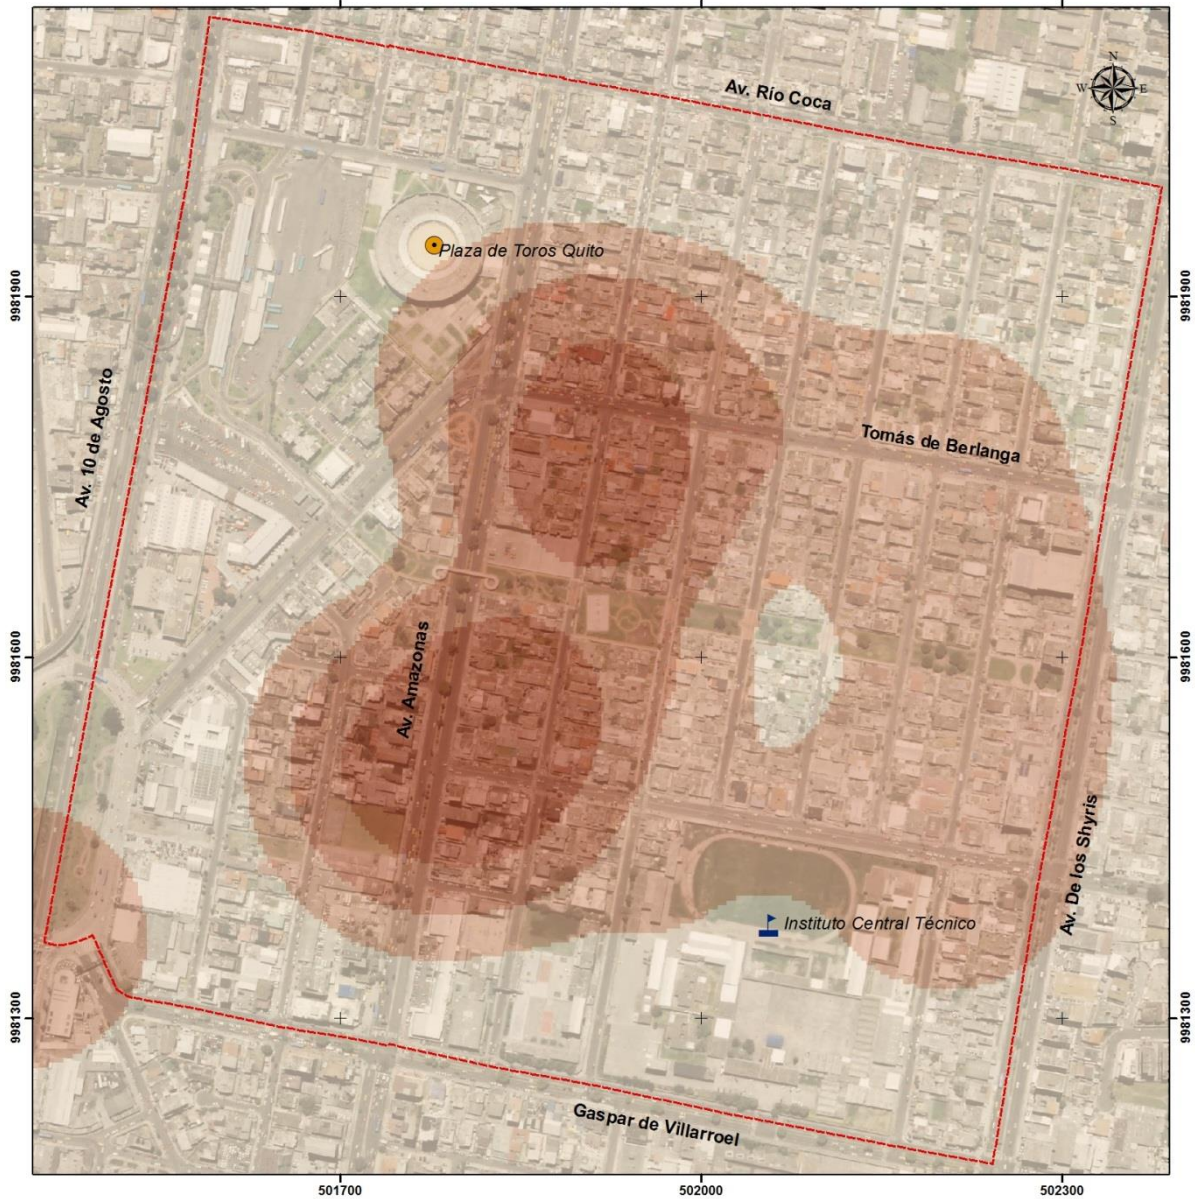 N
W E
S
Av. Río Coca
Plaza de Toros Quito
9981900
9981900
Av. 10 de Agosto
Tomás de Berlanga
9981600
9981600
Av. Amazonas
Av. De los Shyris
Instituto Central Técnico
9981300
9981300
Gaspar de Villarroel
501700
502000
502300